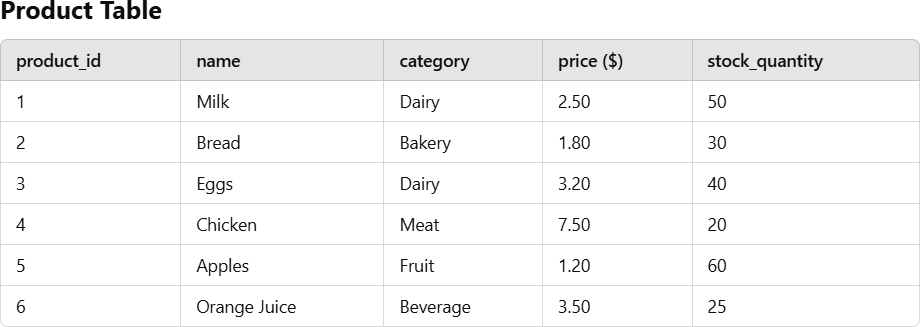 Product Table
product_id name category price ($) stock_quantity
1 Milk Dairy 2.50 50
2 Bread Bakery 1.80 30
3 Eggs Dairy 3.20 40
4 Chicken Meat 7.50 20
5 Apples Fruit 1.20 60
6 Orange Juice Beverage 3.50 25